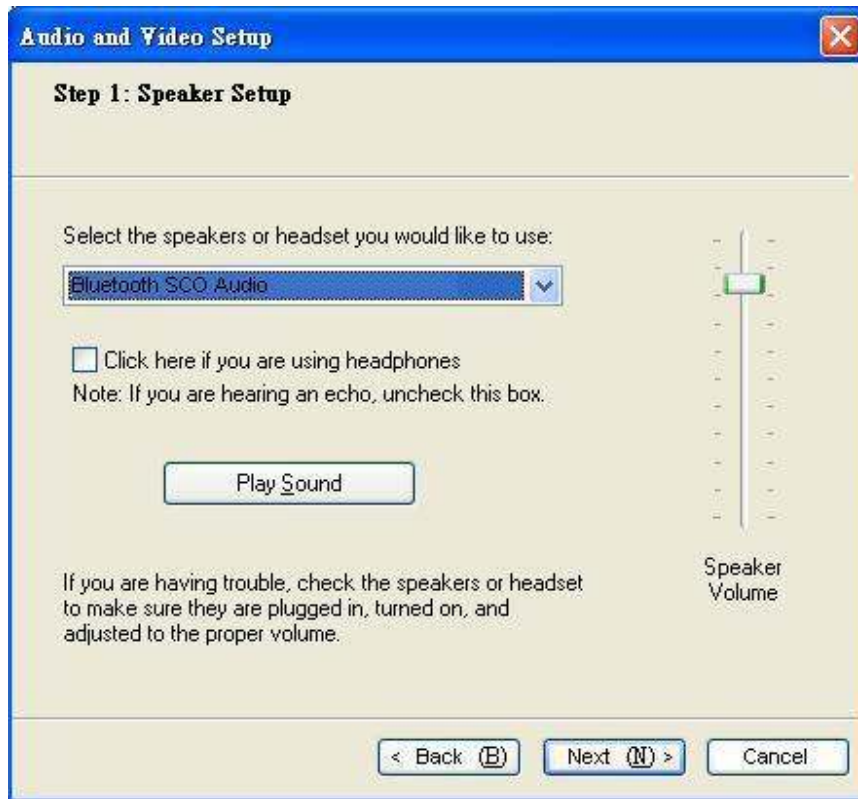 Audio and Video Setup
Step 1: Speaker Setup
Select the speakers or headset you would like to use:
Bluetooth SCO Audio
Click here if you are using headphones
Note: If you are hearing an echo, uncheck this box.
Play Sound
If you are having trouble, check the speakers or headset
to make sure they are plugged in, turned on, and
adjusted to the proper volume.
Speaker
Volume
< Back (B)
Next (N) >
Cancel